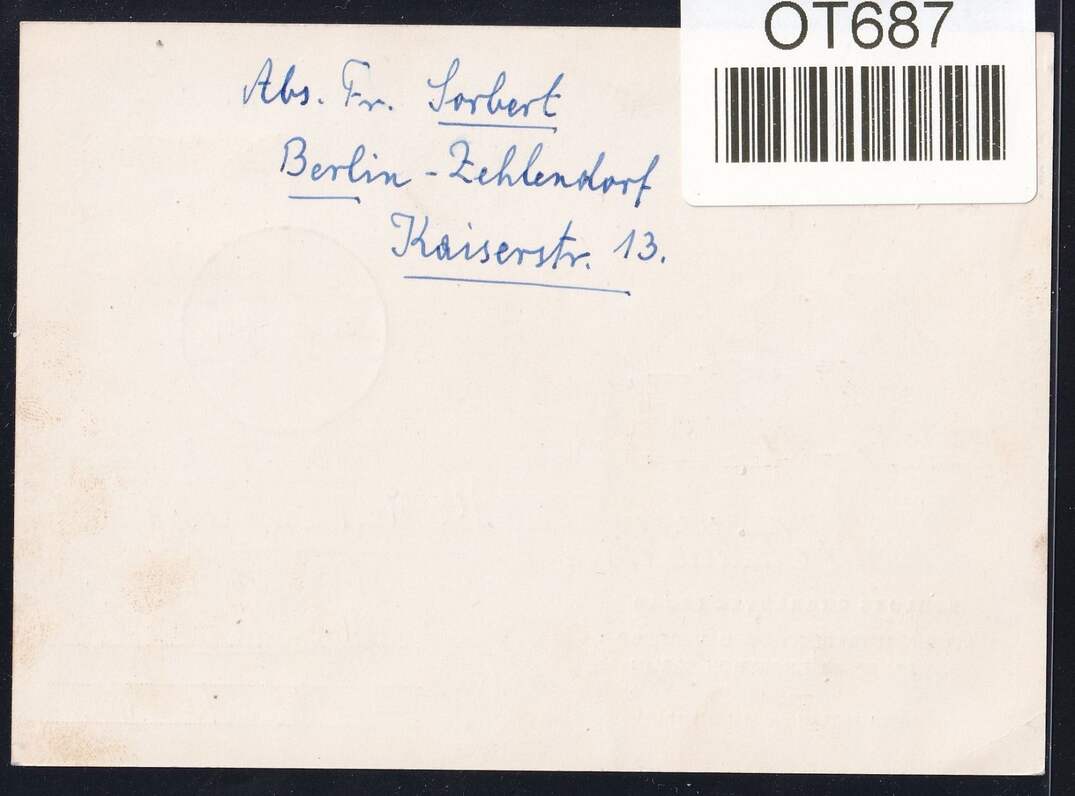 OT687
Abs. Fr. Sorbert
Berlin-Zehlendorf
Kaiserstr. 13.